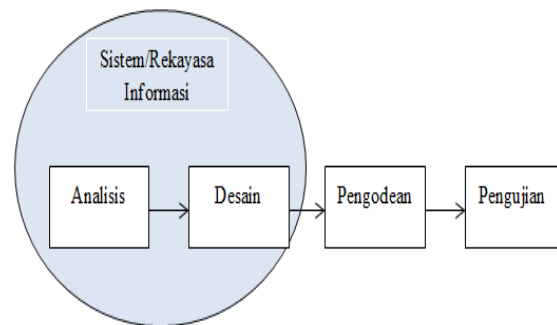 Sistem/Rekayasa
Informasi
Analisis
Desain
Pengodean
Pengujian